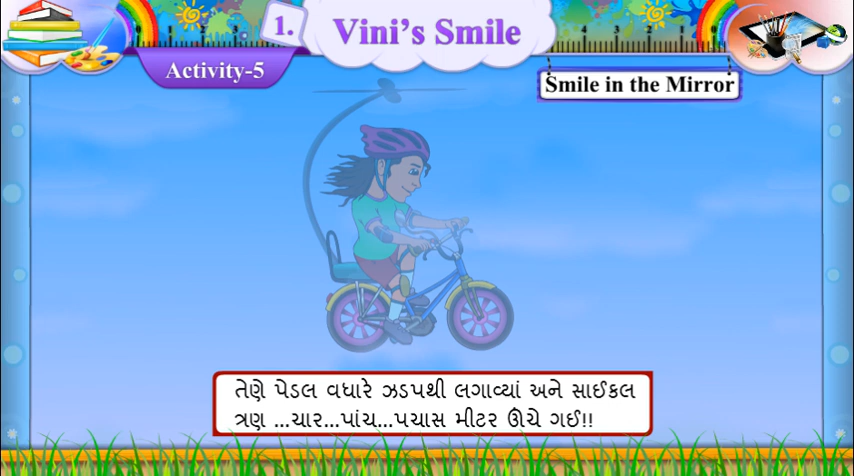 1.
Vini's Smile
Activity-5
Smile in the Mirror
તેણે પેડલ વધારે ઝડપથી લગાવ્યાં અને સાઈકલ
ત્રણ ...ચાર...પાંચ...પચાસ મીટર ઊંચે ગઈ!!